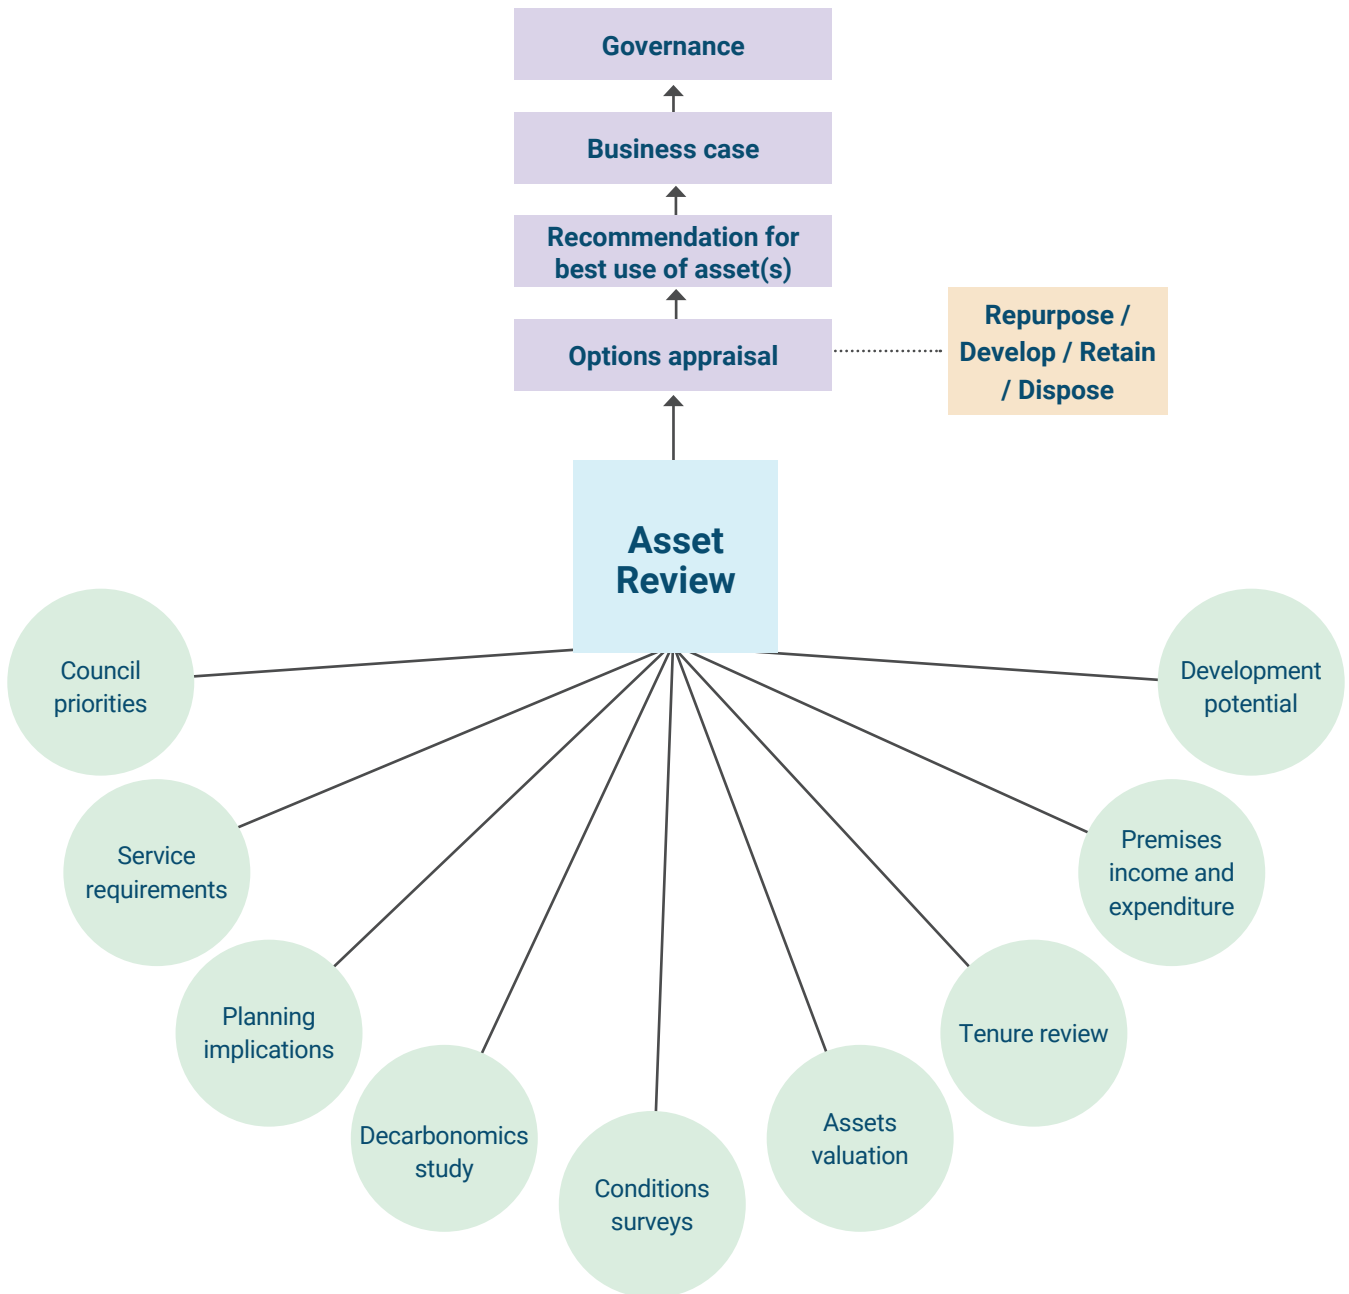 Governance
Business case
Recommendation for
best use of asset(s)
Options appraisal
Repurpose /
Develop / Retain
/ Dispose
Asset
Review
Council
priorities
Service
requirements
Planning
implications
Decarbonomics
study
Conditions
surveys
Assets
valuation
Tenure review
Premises
income and
expenditure
Development
potential